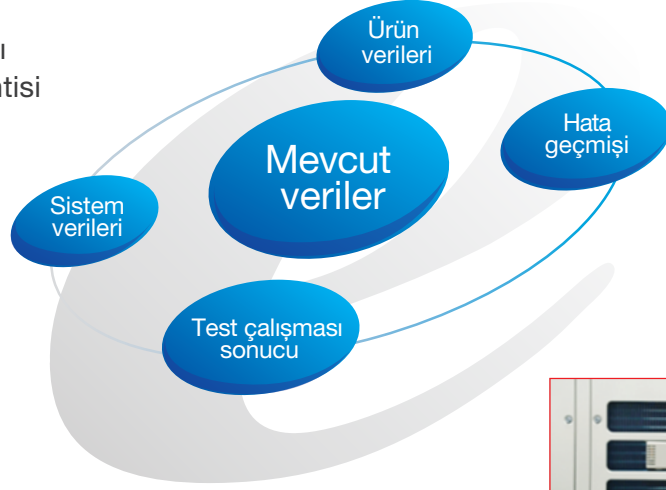 Ürün
verileri
Hata
geçmişi
Mevcut
veriler
Sistem
verileri
Test çalışması
sonucu